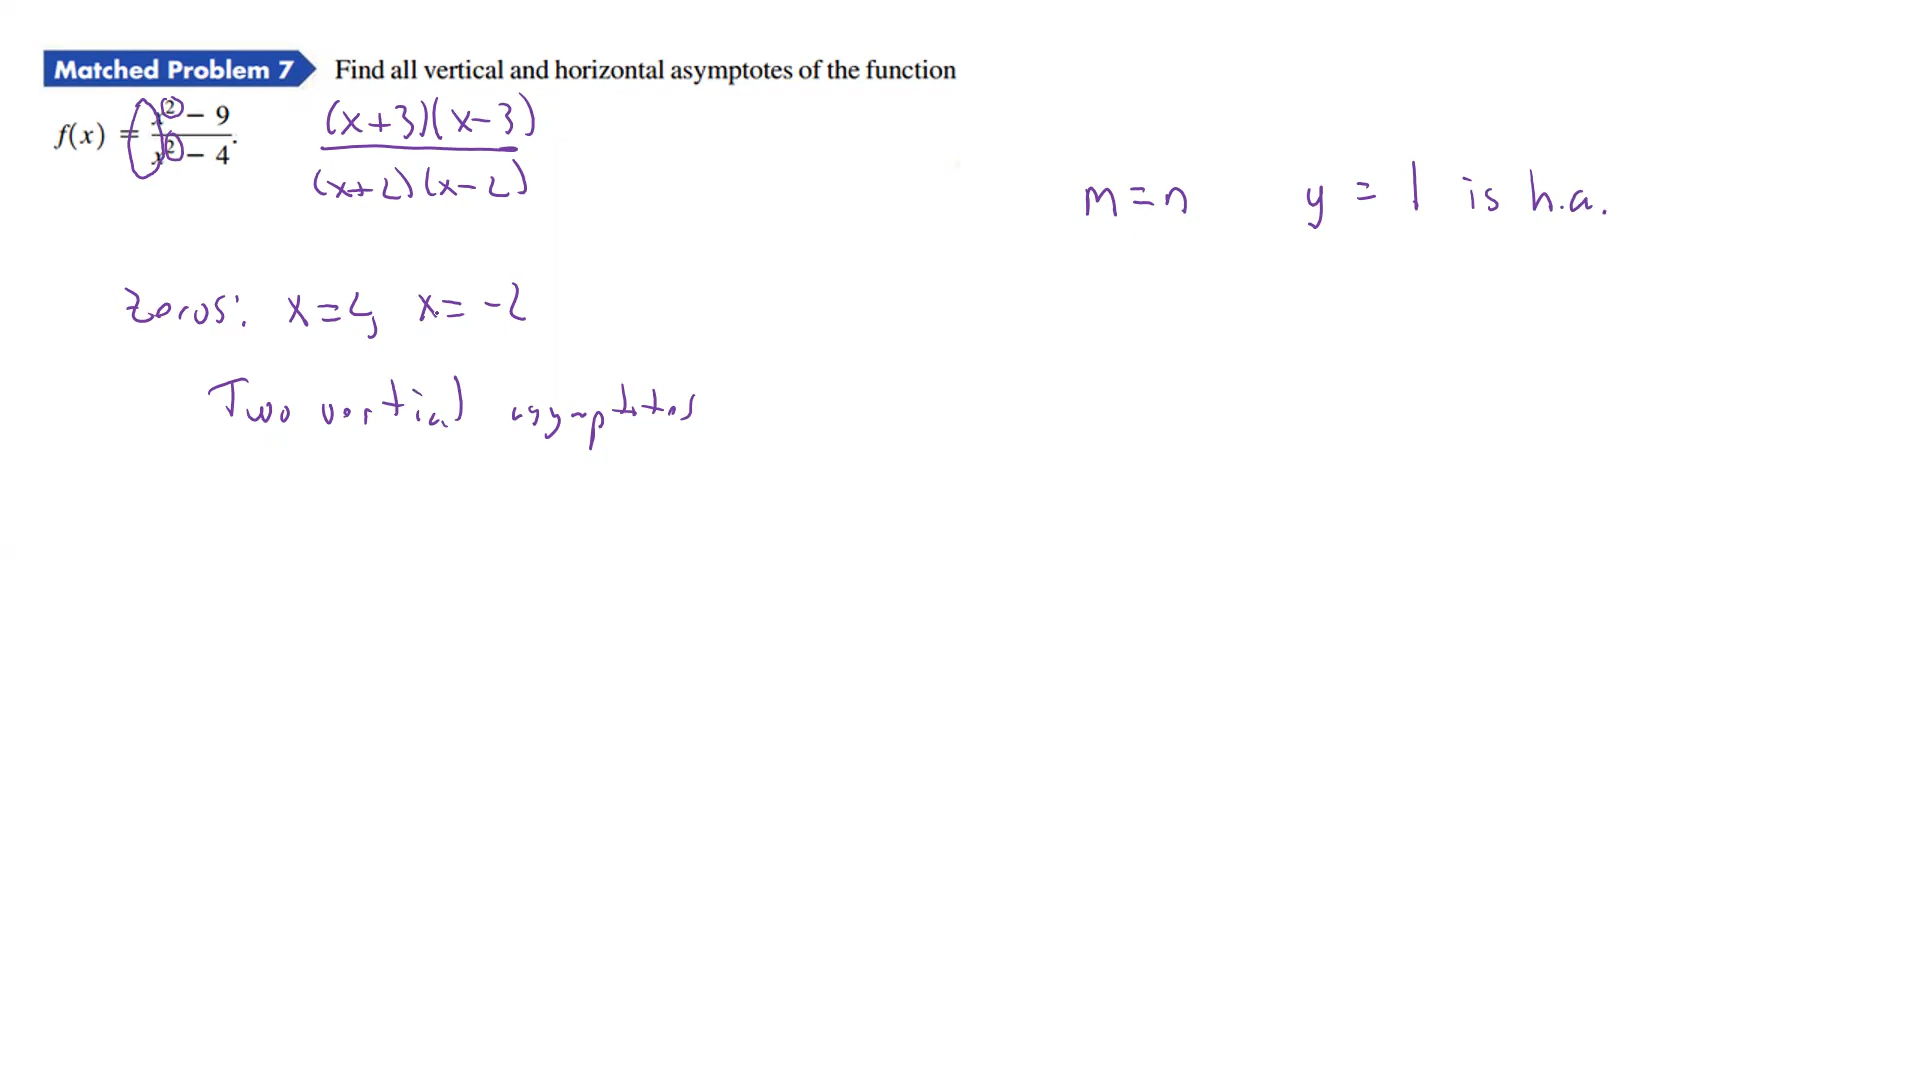 Matched Problem 7 Find all vertical and horizontal asymptotes of the function
f(x) = x² − 9 / x² − 4.
(x+3)(x−3) / (x+2)(x−2)
m=n y = 1 is h.a.
Zeros: x=2, x=−2
Two vertical asymptotes